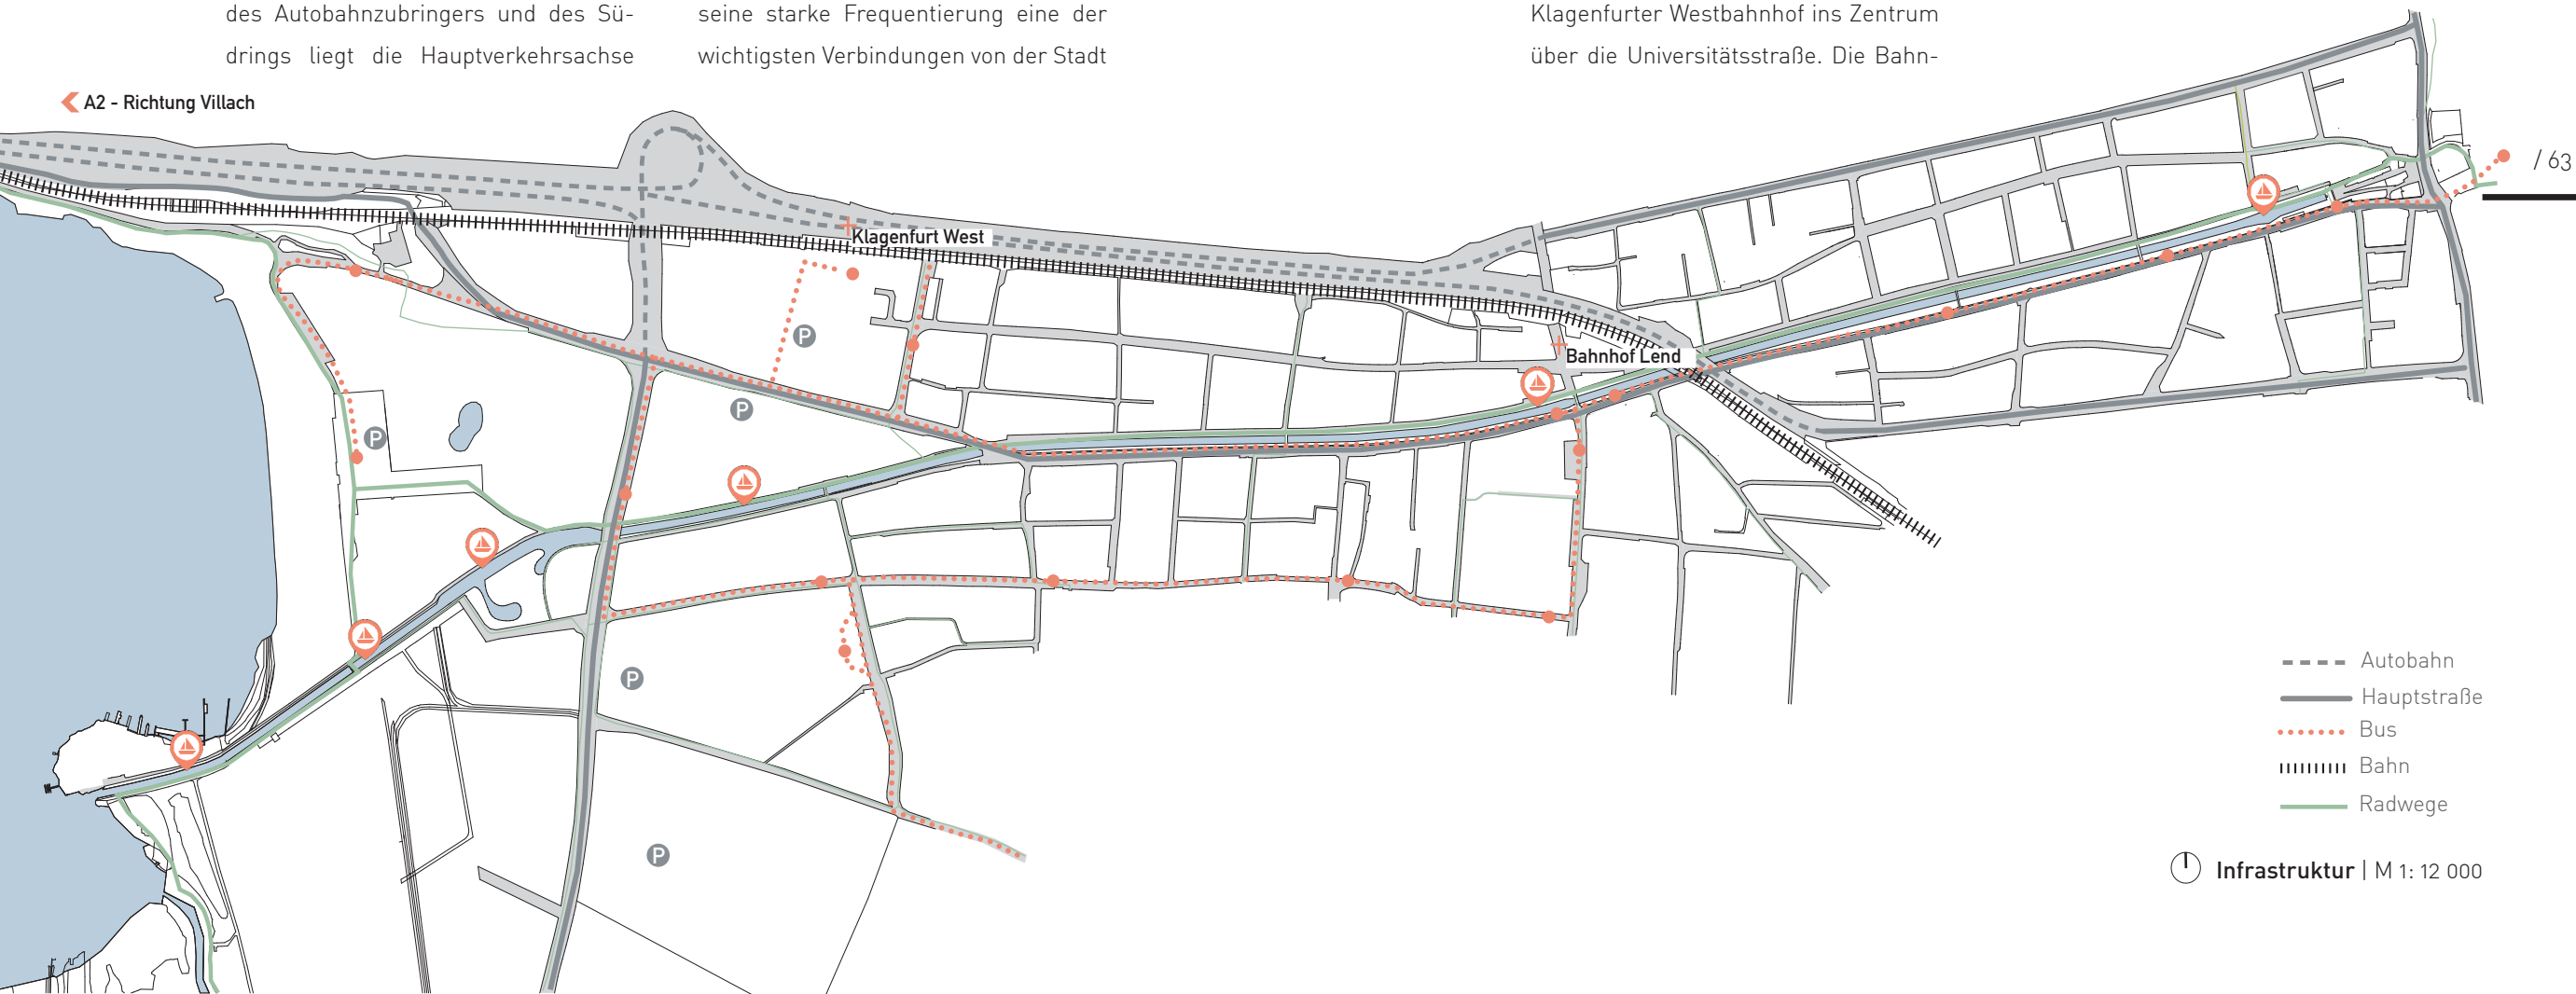 des Autobahnzubringers und des Sü-
drings liegt die Hauptverkehrsachse
seine starke Frequentierung eine der
wichtigsten Verbindungen von der Stadt
Klagenfurter Westbahnhof ins Zentrum
über die Universitätsstraße. Die Bahn-
A2 - Richtung Villach
/ 63
Klagenfurt West
P
Bahnhof Lend
P
P
P
P
Autobahn
Hauptstraße
Bus
Bahn
Radwege
Infrastruktur | M 1: 12 000